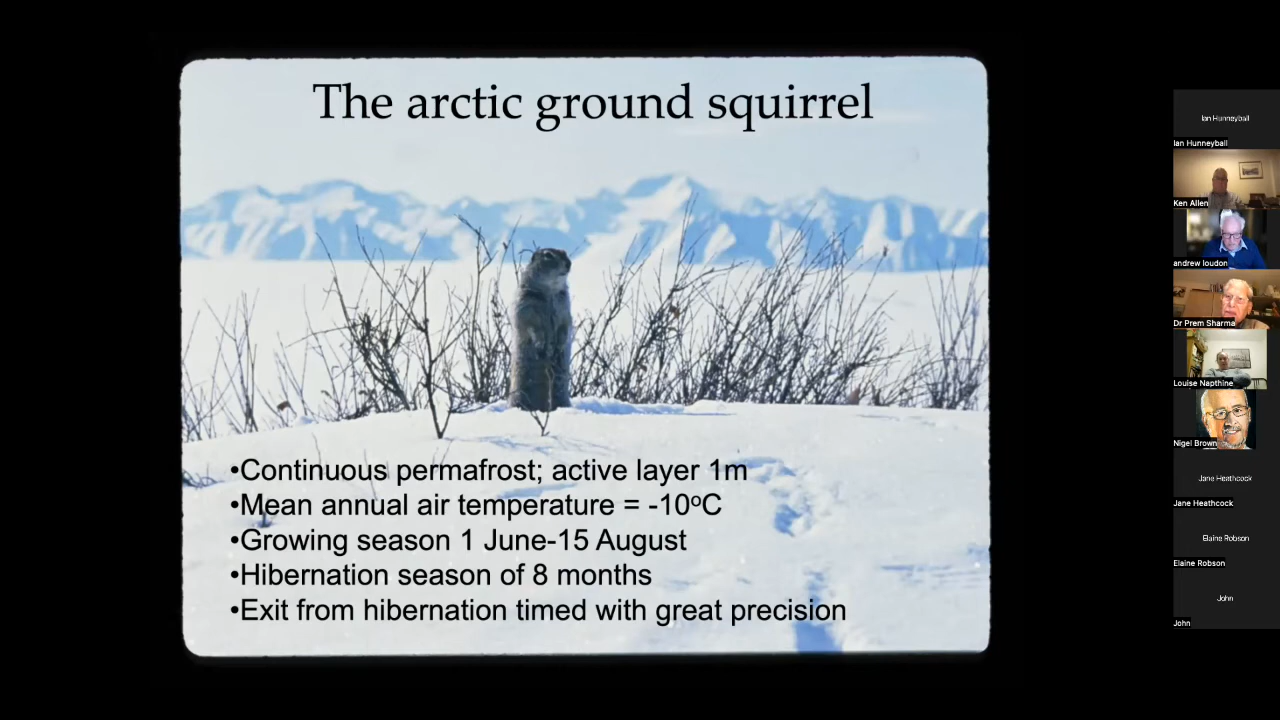 The arctic ground squirrel
•Continuous permafrost; active layer 1m
•Mean annual air temperature = -10ºC
•Growing season 1 June-15 August
•Hibernation season of 8 months
•Exit from hibernation timed with great precision
Ian Hunneyball
Ian Hunneyball
Ken Allen
andrew loudon
Dr Prem Sharma
Louise Napthine
Nigel Brown
Jane Heathcock
Jane Heathcock
Elaine Robson
Elaine Robson
John
John